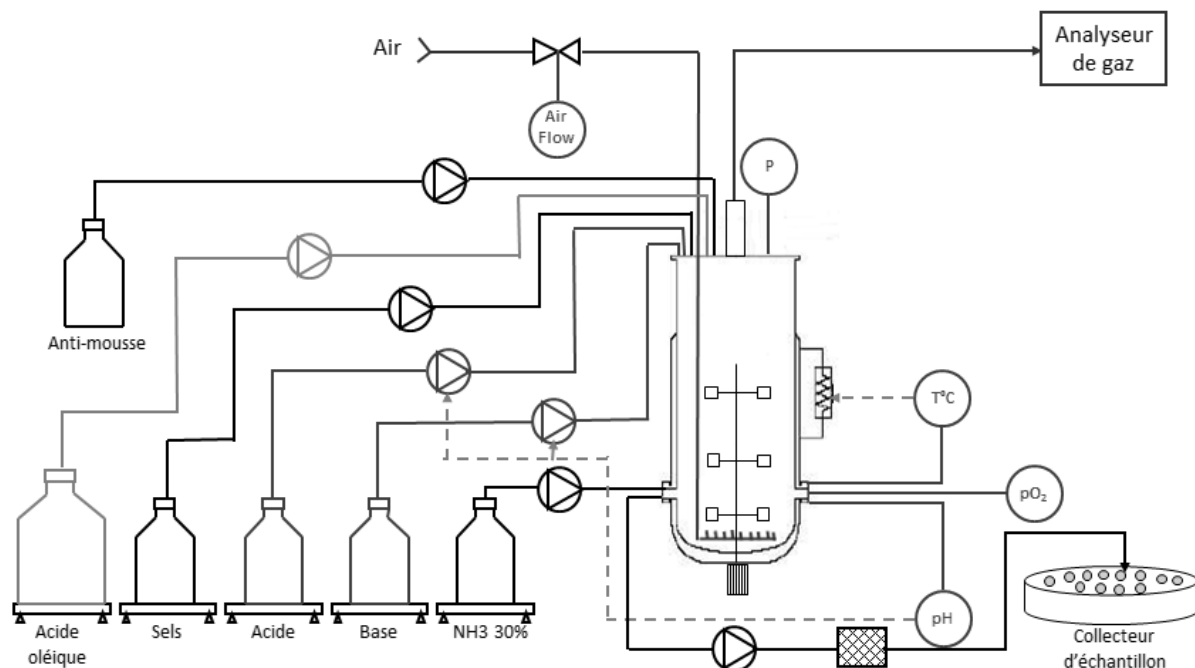 Air
Analyseur
de gaz
Air
Flow
P
Anti-mousse
T°C
pO₂
pH
Acide
oléique
Sels
Acide
Base
NH3 30%
Collecteur
d'échantillon